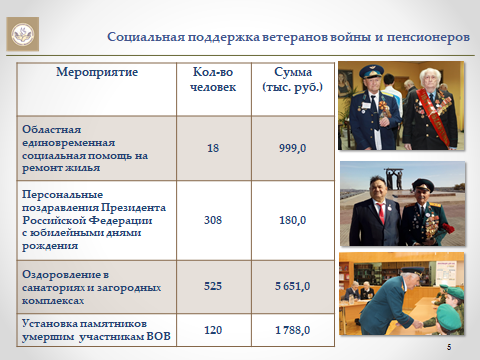 Социальная поддержка ветеранов войны и пенсионеров
Мероприятие
Кол-во
человек
Сумма
(тыс. руб.)
Областная
единовременная
социальная помощь на
ремонт жилья
18
999,0
Персональные
поздравления Президента
Российской Федерации
с юбилейными днями
рождения
308
180,0
Оздоровление в
санаториях и загородных
комплексах
525
5 651,0
Установка памятников
умершим участникам ВОВ
120
1 788,0
5